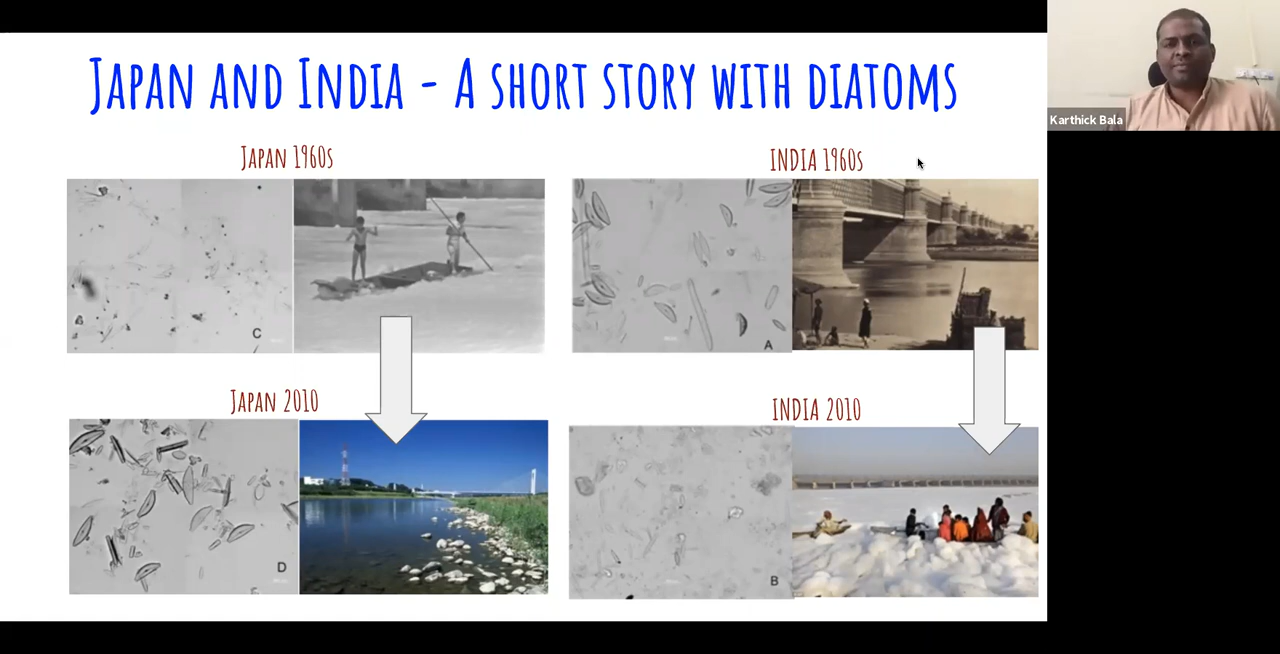 JAPAN AND INDIA - A SHORT STORY WITH DIATOMS
Karthick Bala
JAPAN 1960s
INDIA 1960s
C
A
JAPAN 2010
INDIA 2010
D
B